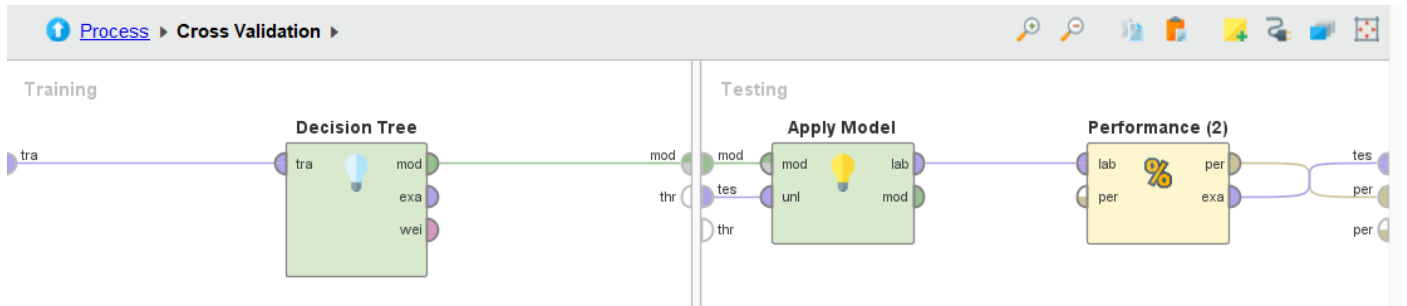 Process Cross Validation
Training
Testing
Decision Tree
Apply Model
Performance (2)
tra
tra
mod
exa
wei
mod
thr
mod
tes
thr
mod
unl
lab
mod
lab
per
%
per
exa
tes
per
per